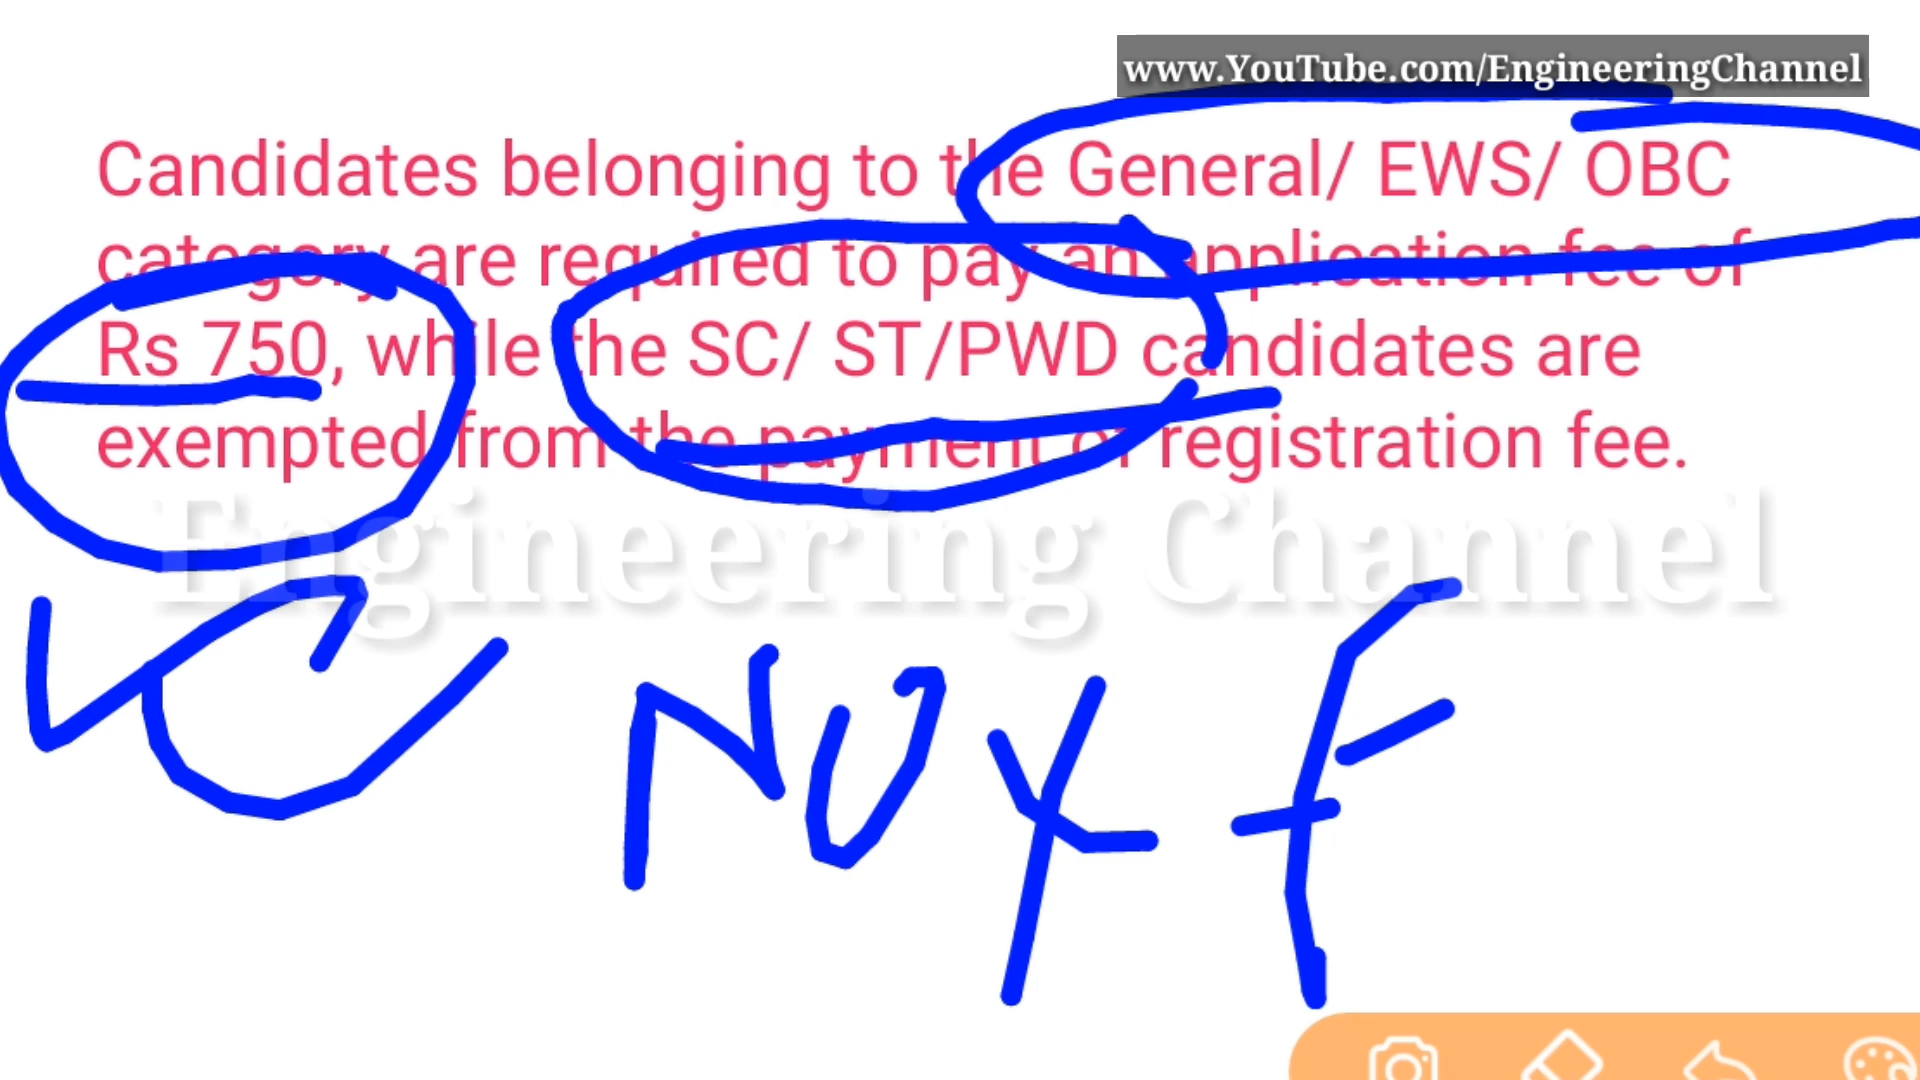 www.YouTube.com/EngineeringChannel
Candidates belonging to the General/ EWS/ OBC
category are required to pay an application fee of
Rs 750, while the SC/ ST/PWD candidates are
exempted from the payment of registration fee.
Engineering Channel